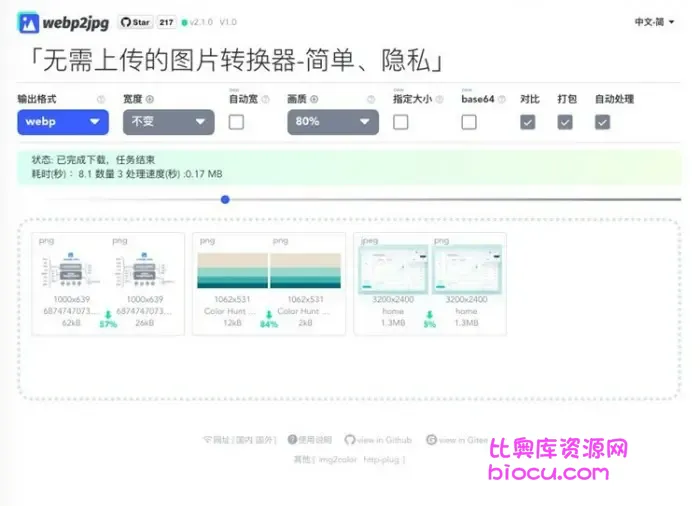 webp2jpg Star 217 v2.1.0 V1.0 中文-简
「无需上传的图片转换器-简单、隐私」
输出格式 宽度 自动宽 画质 指定大小 base64 对比 打包 自动处理
webp 不变 80%
状态: 已完成下载，任务结束
耗时(秒)： 8.1 数量 3 处理速度(秒) :0.17 MB
png png png png jpeg png
1000x639 1000x639 1062x531 1062x531 3200x2400 3200x2400
6874747073... 6874747073... Color Hunt ... Color Hunt ... home home
62kB 57% 26kB 12kB 84% 2kB 1.3MB 5% 1.3MB
网址 [ 国内 国外 ] 使用说明 view in Github view in Gitee
其他 [ img2color http-plug ]
比奥库资源网
biocu.com